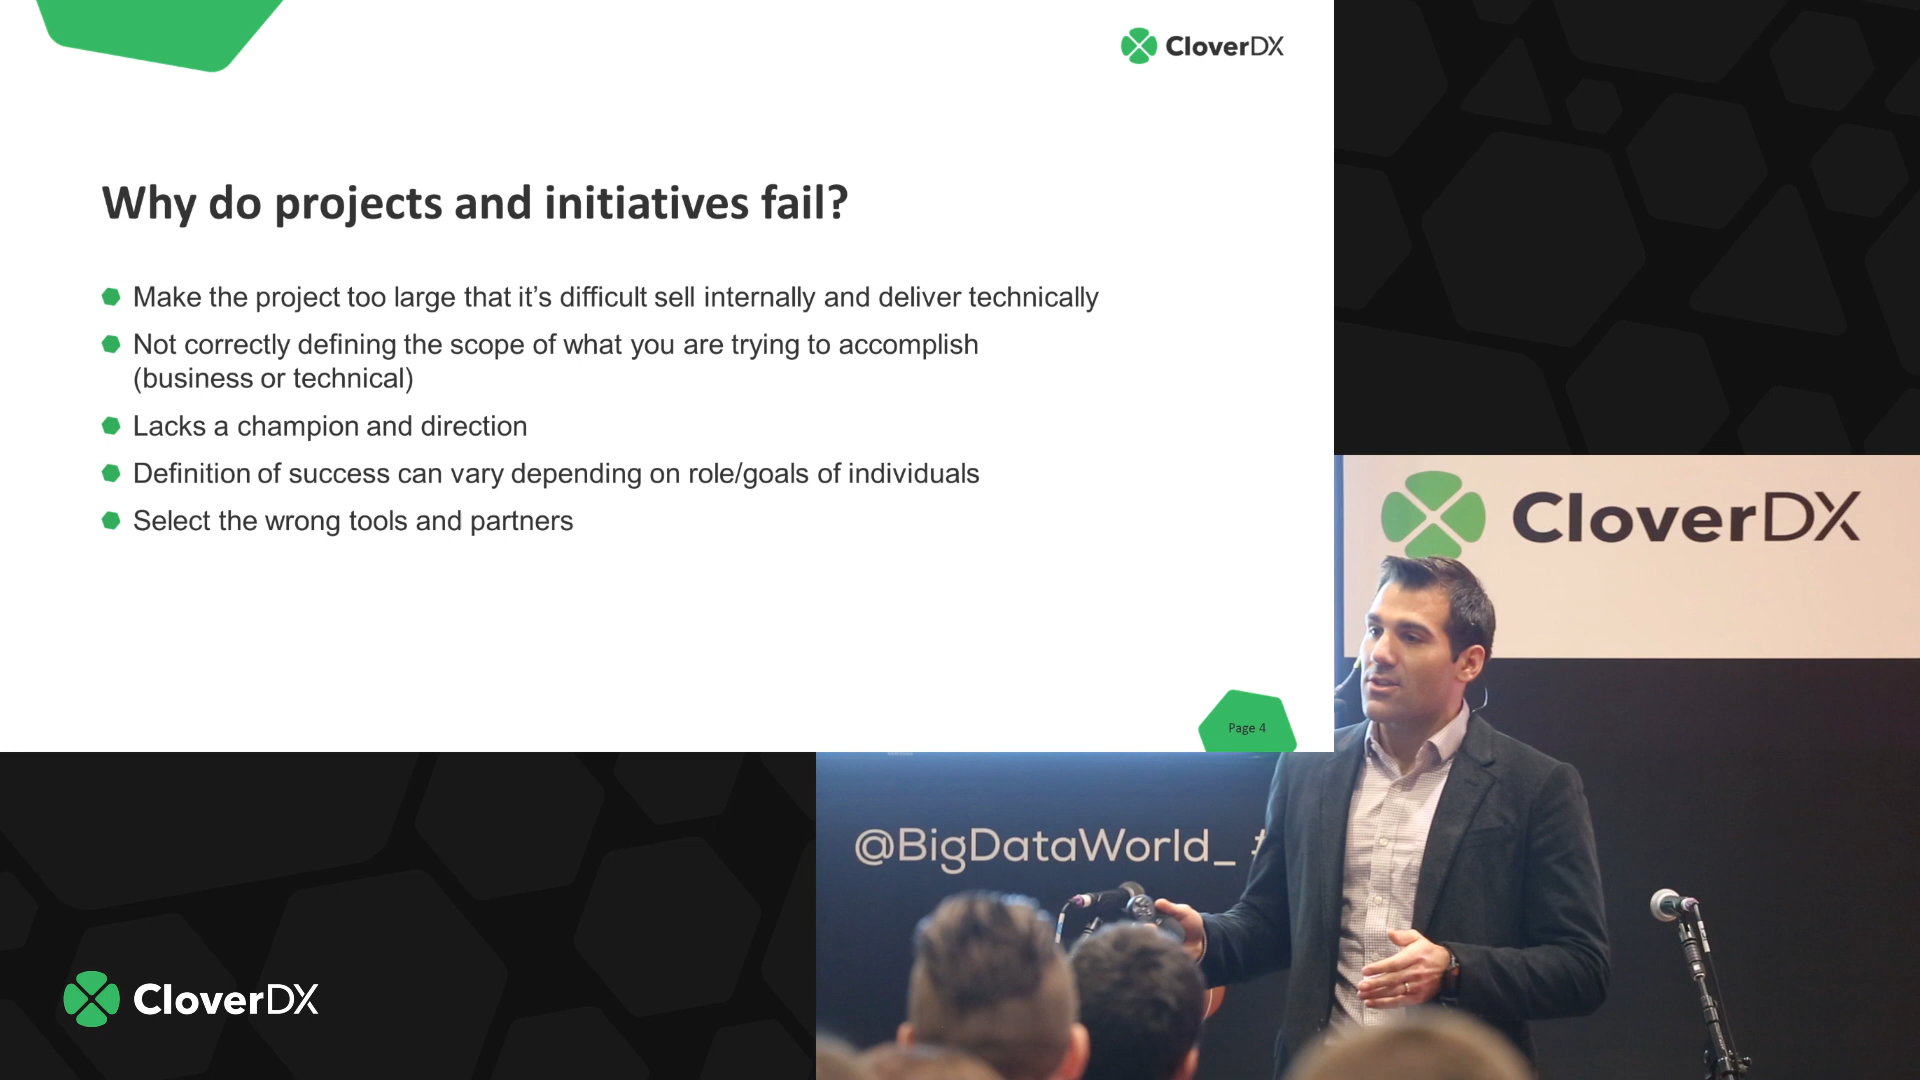 CloverDX
Why do projects and initiatives fail?
Make the project too large that it’s difficult sell internally and deliver technically
Not correctly defining the scope of what you are trying to accomplish
(business or technical)
Lacks a champion and direction
Definition of success can vary depending on role/goals of individuals
Select the wrong tools and partners
Page 4
CloverDX
@BigDataWorld_ #
CloverDX